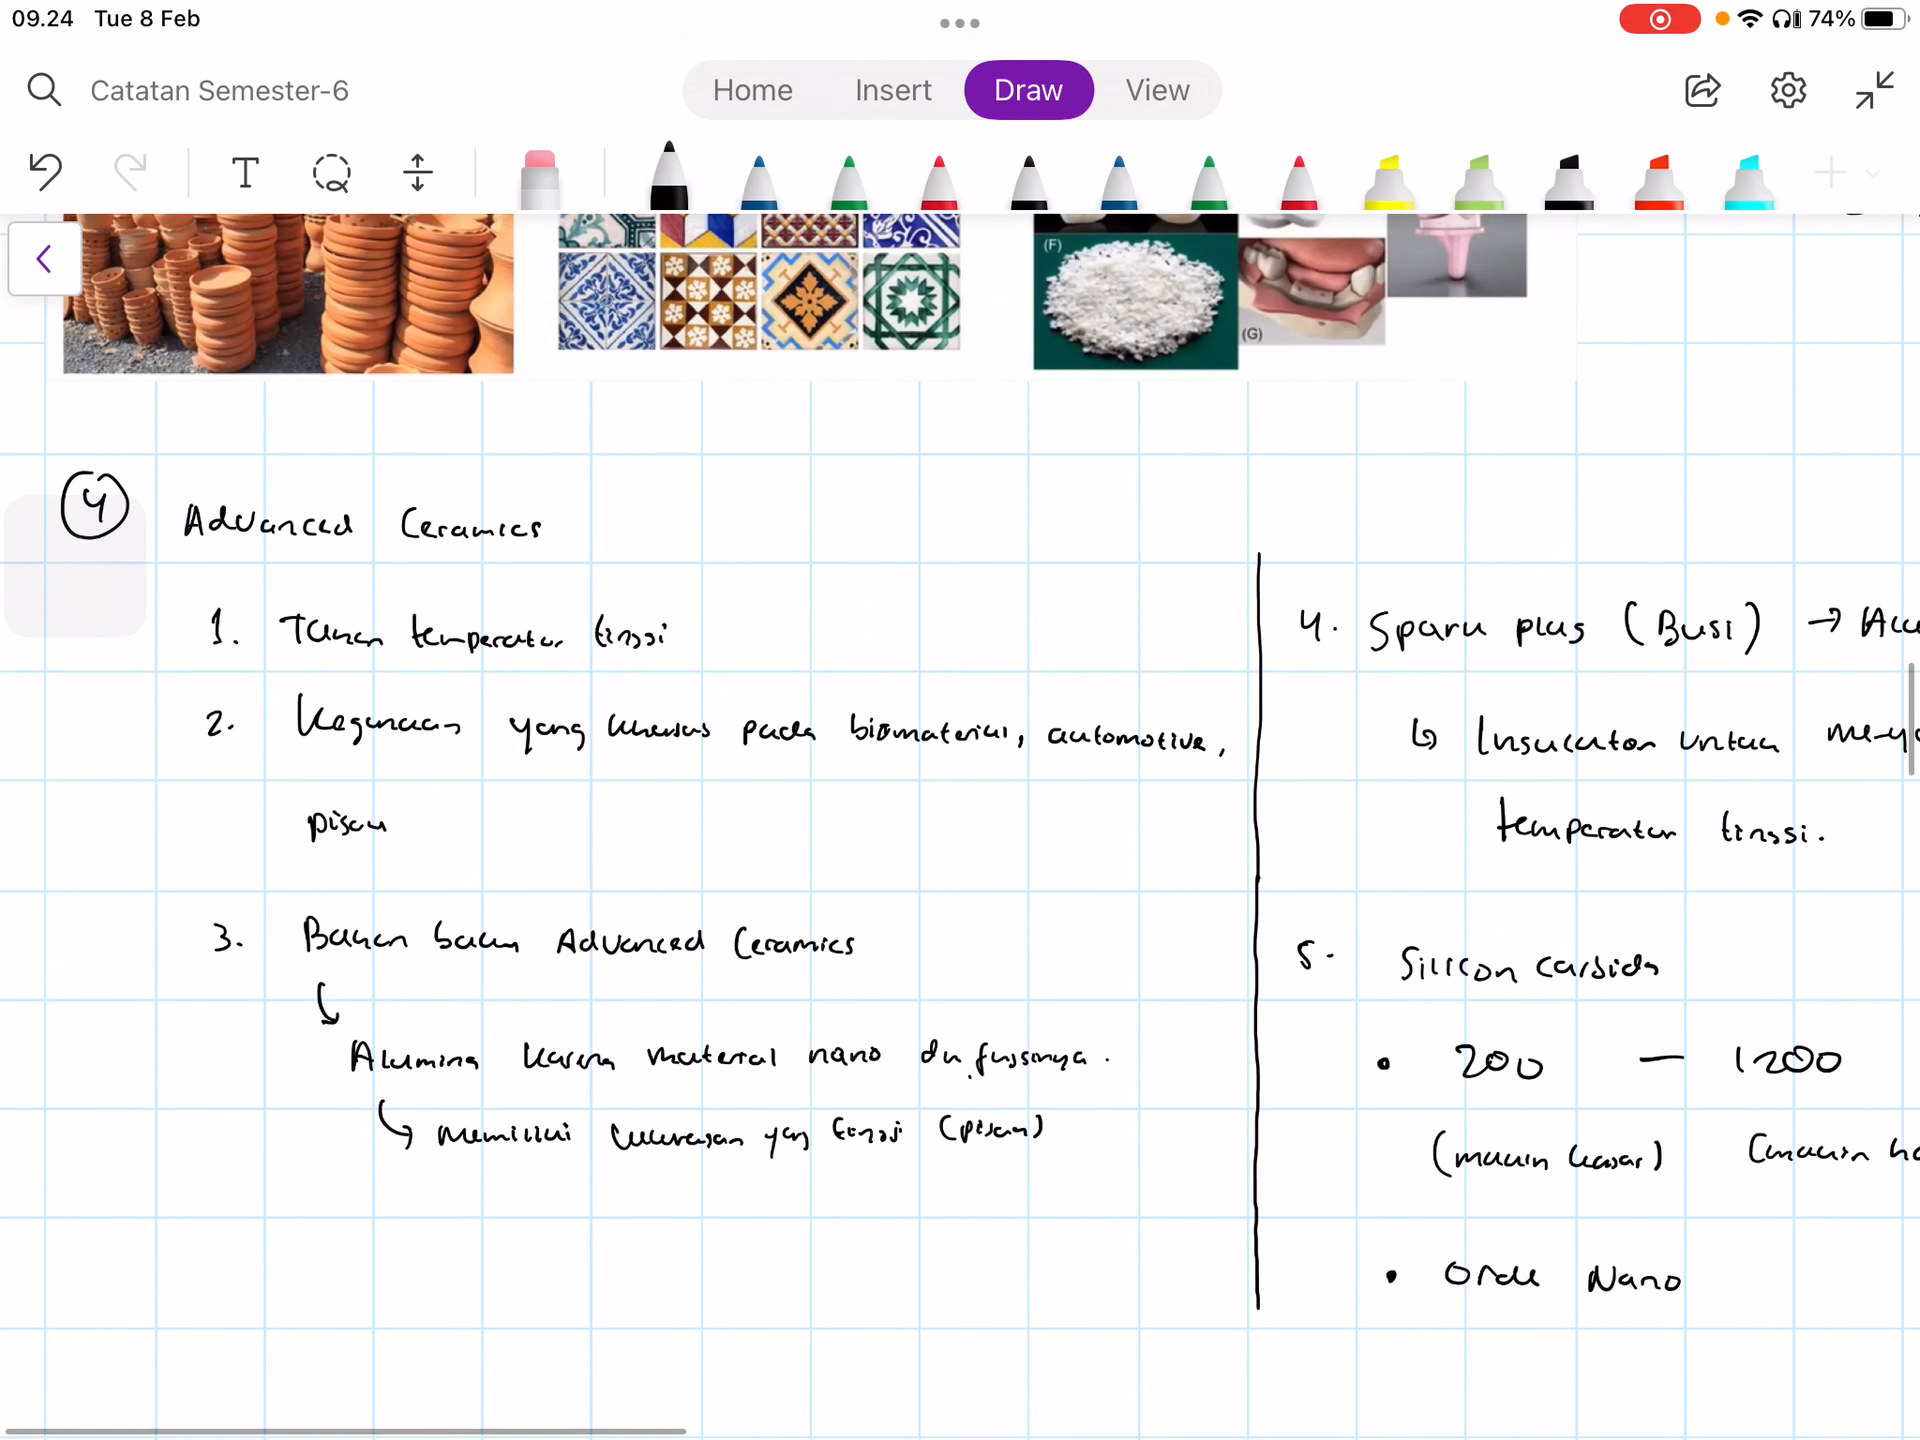 09.24 Tue 8 Feb
74%
Catatan Semester-6
Home Insert Draw View
T
(F)
(G)
4 Advanced Ceramics
1. Tahan temperatur tinggi
2. Kegunaan yang khusus pada biomaterial, automotive,
pisau
3. Bahan baku Advanced Ceramics
Alumina karena material nano
Memiliki kekerasan yang tinggi (pisau)
4. Spark plug (Busi) →
Insulator untuk
temperatur tinggi.
5. Silicon carbida
• 200 — 1200
(makin kasar) (makin
• Orde Nano